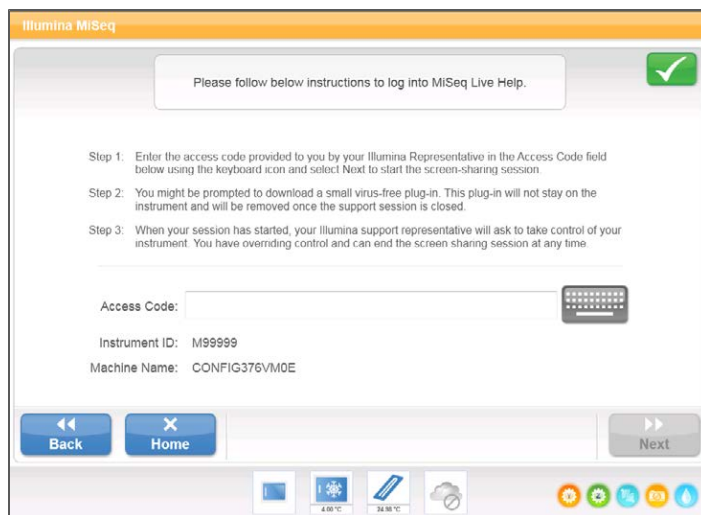 Illumina MiSeq
Please follow below instructions to log into MiSeq Live Help.
Step 1: Enter the access code provided to you by your Illumina Representative in the Access Code field
below using the keyboard icon and select Next to start the screen-sharing session.
Step 2: You might be prompted to download a small virus-free plug-in. This plug-in will not stay on the
instrument and will be removed once the support session is closed.
Step 3: When your session has started, your Illumina support representative will ask to take control of your
instrument. You have overriding control and can end the screen sharing session at any time.
Access Code:
Instrument ID: M99999
Machine Name: CONFIG376VM0E
Back
Home
Next
4.00 °C